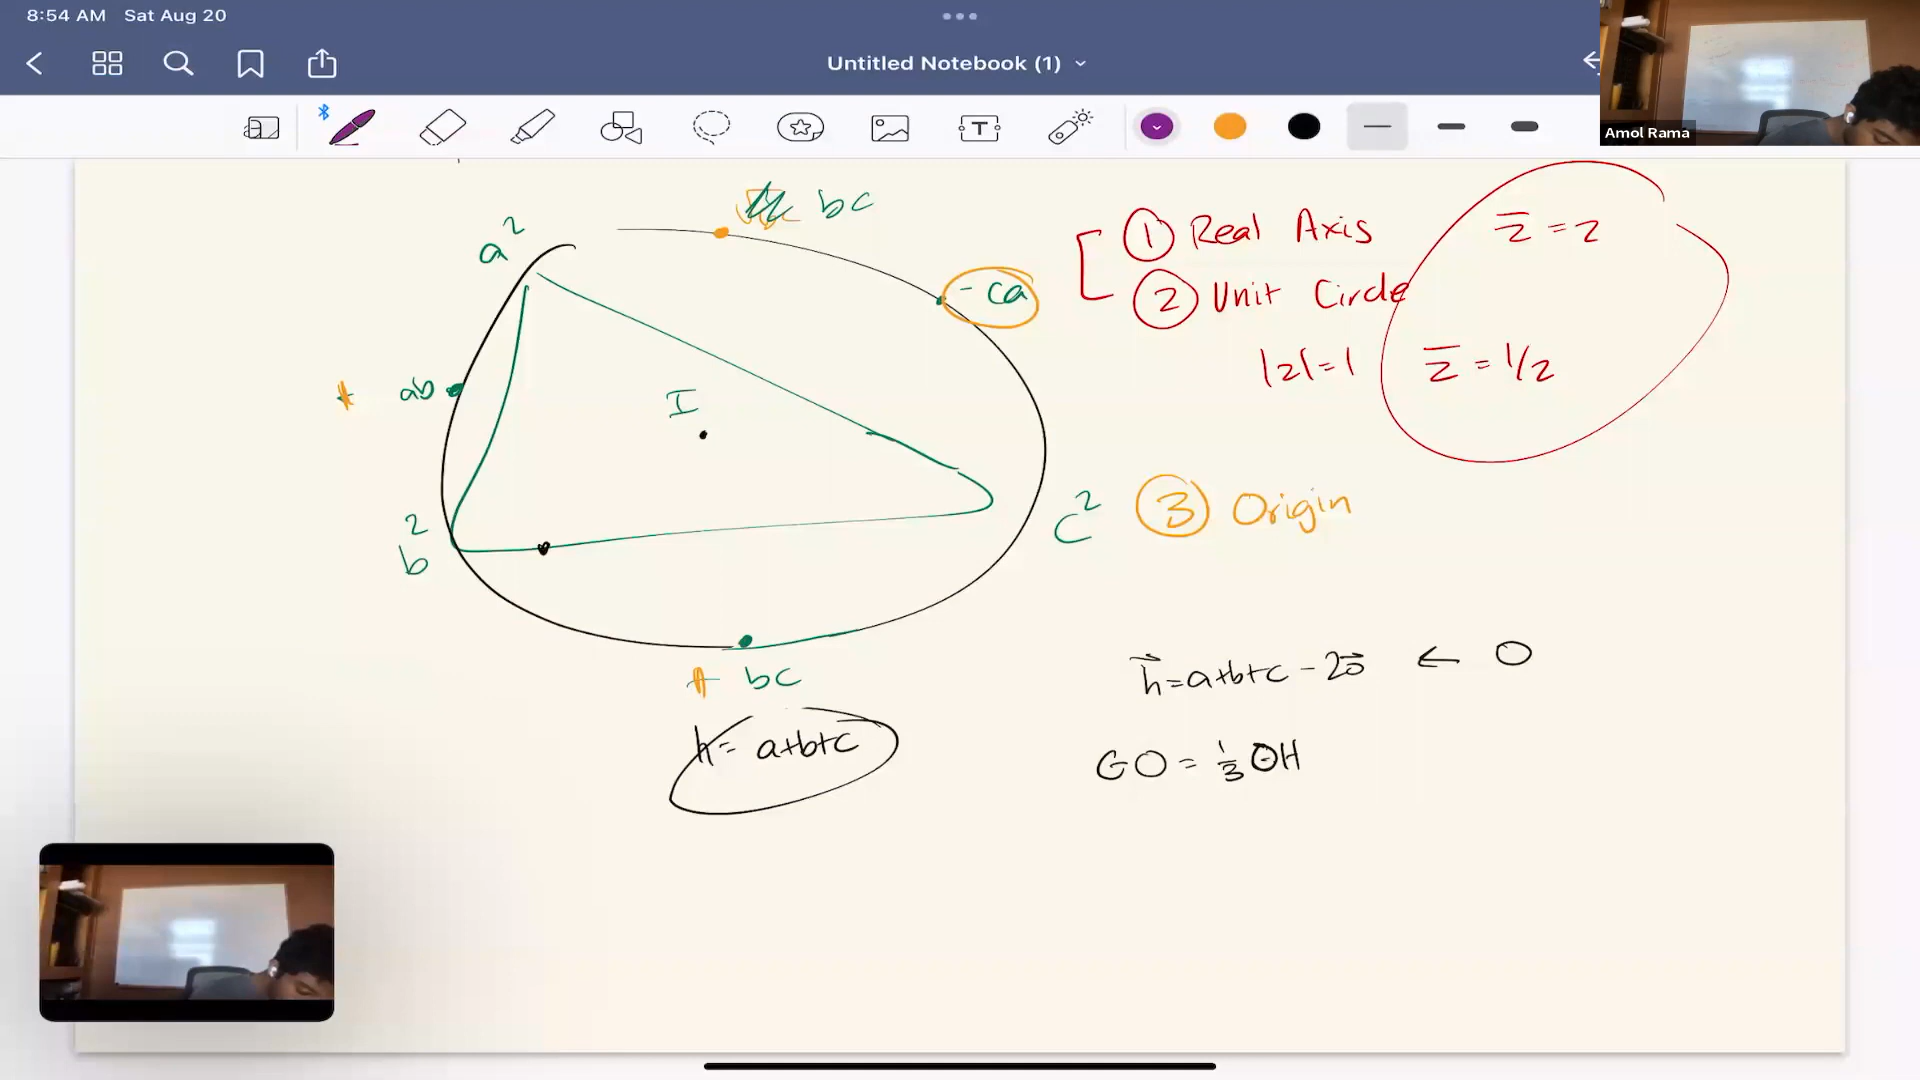 8:54 AM Sat Aug 20
Untitled Notebook (1)
Amol Rama
bc
a²
- ca
ab
I
b²
c²
bc
h = a+b+c
① Real Axis
z̅ = z
② Unit Circle
|z|=1
z̅ = 1/z
③ Origin
h⃗ = a+b+c - 2o⃗ ← O
GO = 1/3 OH